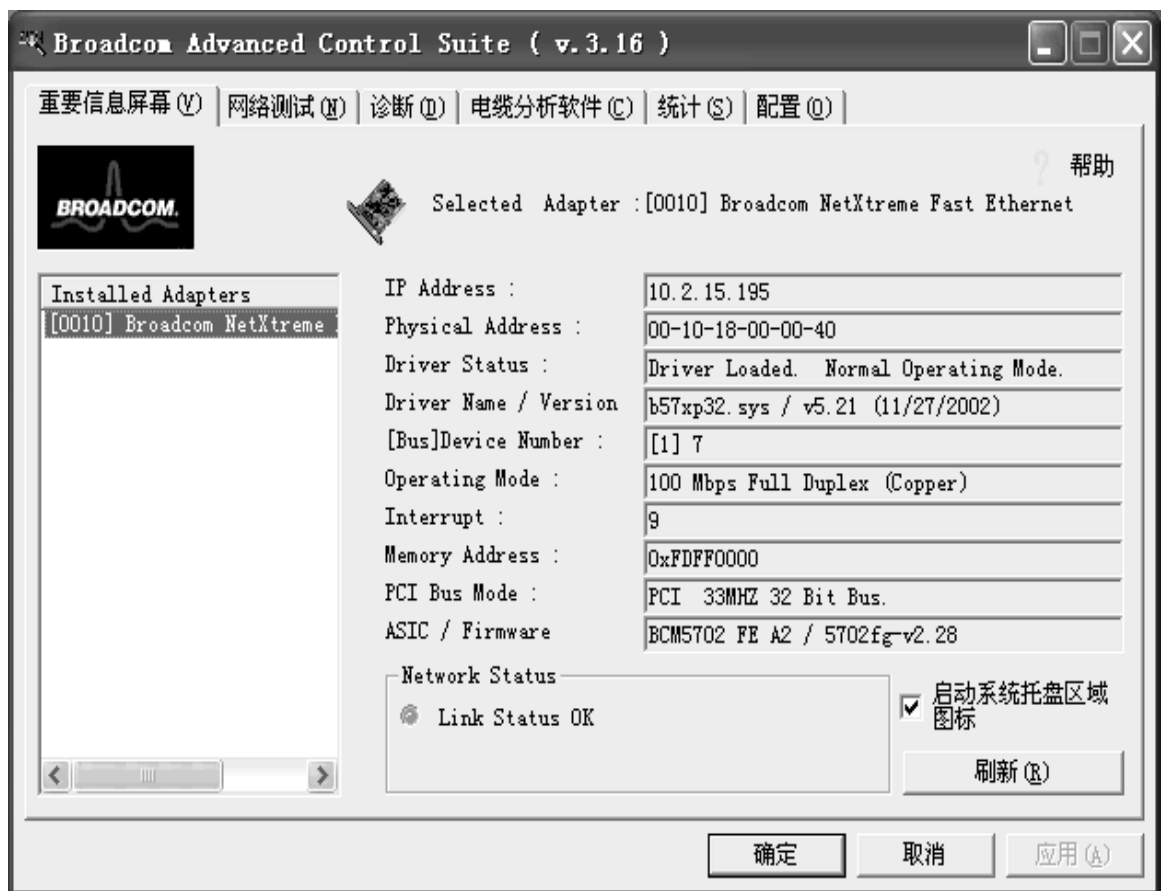 Broadcom Advanced Control Suite ( v.3.16 )
重要信息屏幕(V) 网络测试(N) 诊断(D) 电缆分析软件(C) 统计(S) 配置(O)
BROADCOM.
帮助
Selected Adapter :[0010] Broadcom NetXtreme Fast Ethernet
Installed Adapters
[0010] Broadcom NetXtreme
IP Address : 10.2.15.195
Physical Address : 00-10-18-00-00-40
Driver Status : Driver Loaded. Normal Operating Mode.
Driver Name / Version b57xp32.sys / v5.21 (11/27/2002)
[Bus]Device Number : [1] 7
Operating Mode : 100 Mbps Full Duplex (Copper)
Interrupt : 9
Memory Address : 0xFDFF0000
PCI Bus Mode : PCI 33MHZ 32 Bit Bus.
ASIC / Firmware BCM5702 FE A2 / 5702fg-v2.28
Network Status
Link Status OK
启动系统托盘区域
图标
刷新(R)
确定 取消 应用(A)